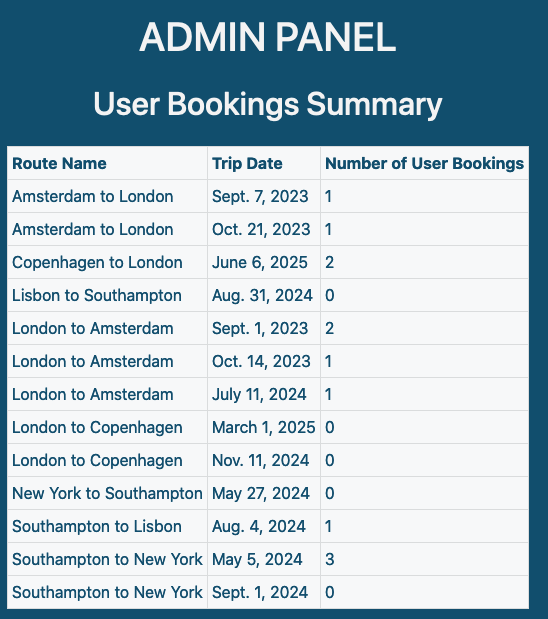 ADMIN PANEL
User Bookings Summary
Route Name Trip Date Number of User Bookings
Amsterdam to London Sept. 7, 2023 1
Amsterdam to London Oct. 21, 2023 1
Copenhagen to London June 6, 2025 2
Lisbon to Southampton Aug. 31, 2024 0
London to Amsterdam Sept. 1, 2023 2
London to Amsterdam Oct. 14, 2023 1
London to Amsterdam July 11, 2024 1
London to Copenhagen March 1, 2025 0
London to Copenhagen Nov. 11, 2024 0
New York to Southampton May 27, 2024 0
Southampton to Lisbon Aug. 4, 2024 1
Southampton to New York May 5, 2024 3
Southampton to New York Sept. 1, 2024 0